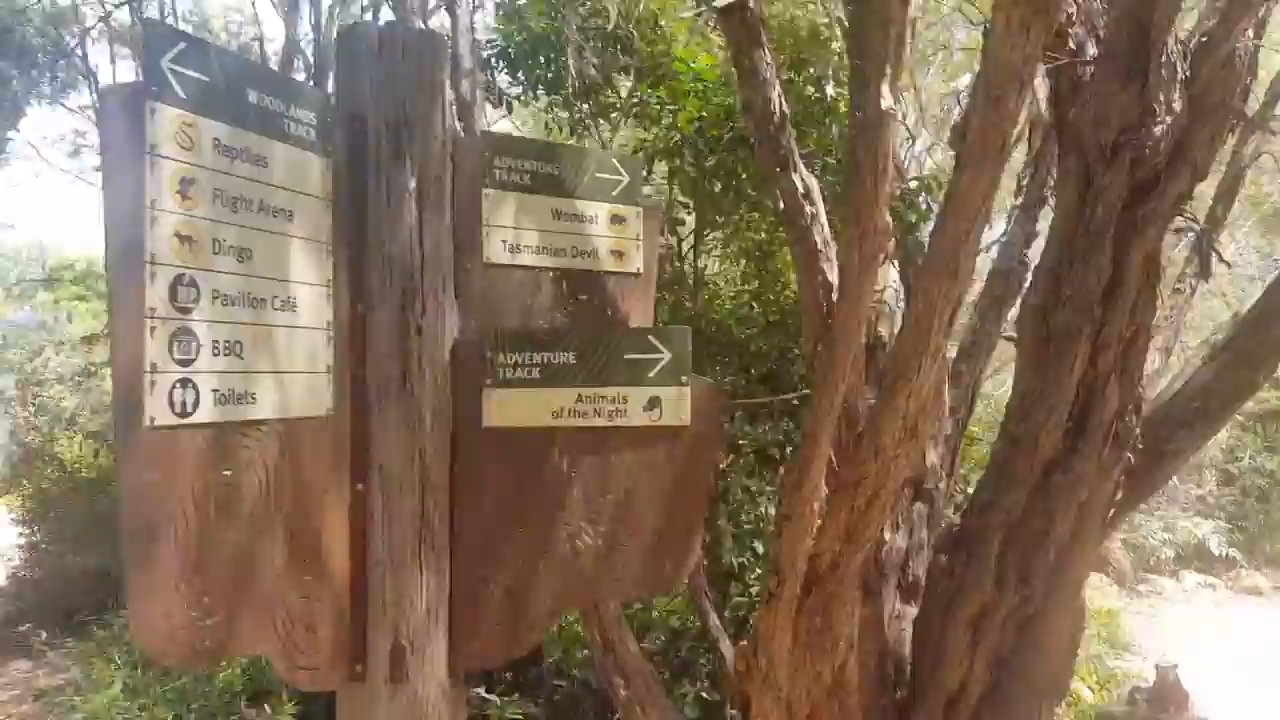 WOODLANDS
TRACK
Reptiles
Flight Arena
Dingo
Pavilion Café
BBQ
Toilets
ADVENTURE
TRACK
Wombat
Tasmanian Devil
ADVENTURE
TRACK
Animals
of the Night